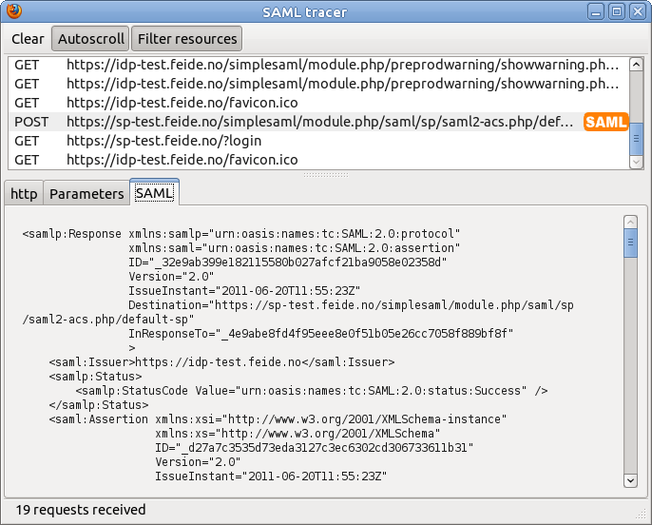 SAML tracer
Clear Autoscroll Filter resources
GET https://idp-test.feide.no/simplesaml/module.php/preprodwarning/showwarning.ph...
GET https://idp-test.feide.no/simplesaml/module.php/preprodwarning/showwarning.ph...
GET https://idp-test.feide.no/favicon.ico
POST https://sp-test.feide.no/simplesaml/module.php/saml/sp/saml2-acs.php/def... SAML
GET https://sp-test.feide.no/?login
GET https://idp-test.feide.no/favicon.ico
http Parameters SAML
<samlp:Response xmlns:samlp="urn:oasis:names:tc:SAML:2.0:protocol"
xmlns:saml="urn:oasis:names:tc:SAML:2.0:assertion"
ID="_32e9ab399e182115580b027afcf21ba9058e02358d"
Version="2.0"
IssueInstant="2011-06-20T11:55:23Z"
Destination="https://sp-test.feide.no/simplesaml/module.php/saml/sp
/saml2-acs.php/default-sp"
InResponseTo="_4e9abe8fd4f95eee8e0f51b05e26cc7058f889bf8f"
>
<saml:Issuer>https://idp-test.feide.no</saml:Issuer>
<samlp:Status>
<samlp:StatusCode Value="urn:oasis:names:tc:SAML:2.0:status:Success" />
</samlp:Status>
<saml:Assertion xmlns:xsi="http://www.w3.org/2001/XMLSchema-instance"
xmlns:xs="http://www.w3.org/2001/XMLSchema"
ID="_d27a7c3535d73eda3127c3ec6302cd306733611b31"
Version="2.0"
IssueInstant="2011-06-20T11:55:23Z"
19 requests received